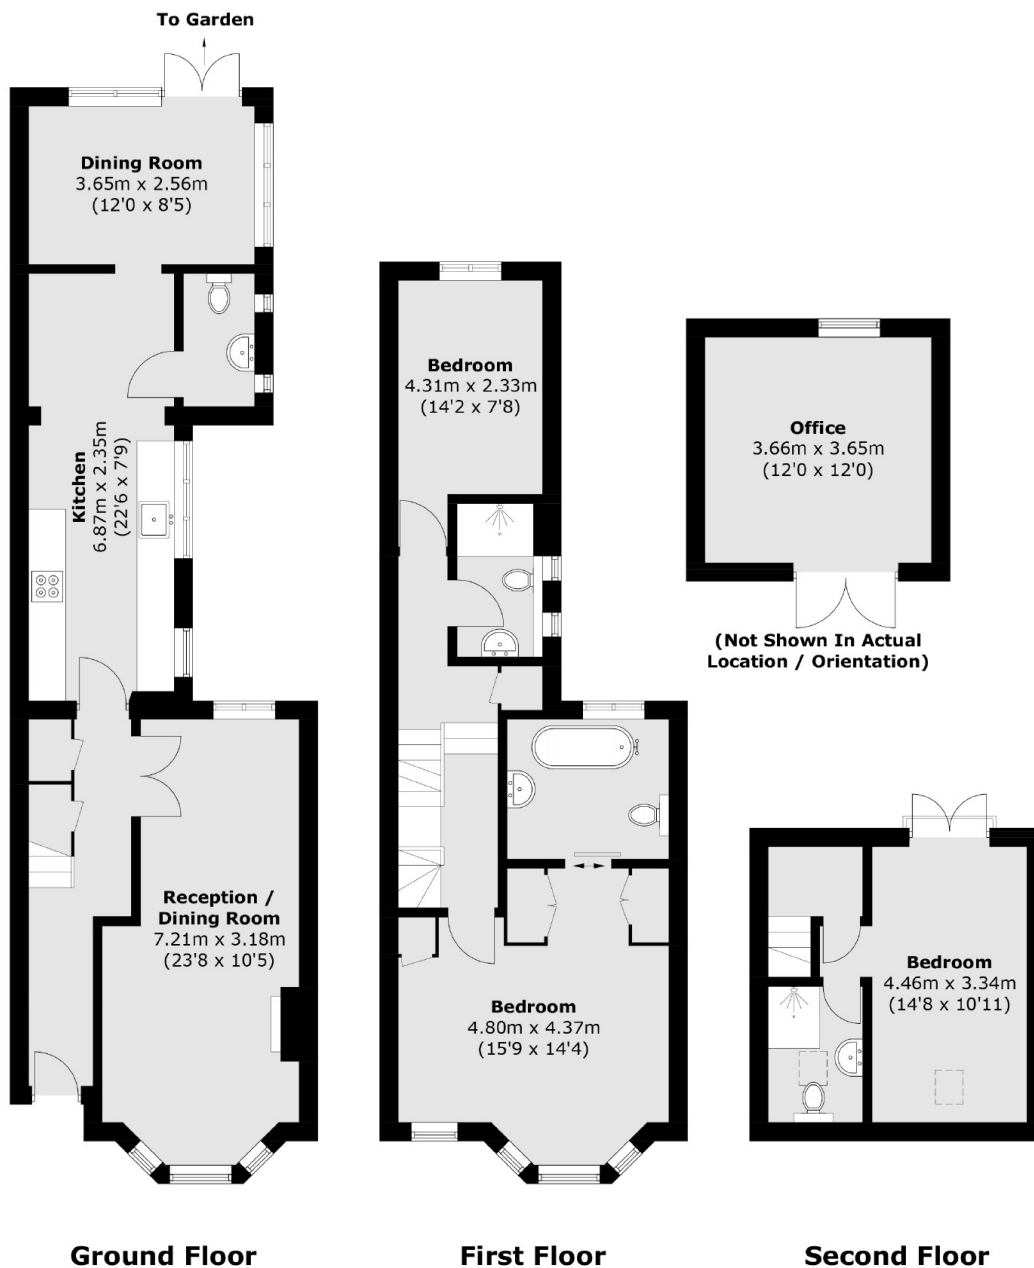 To Garden
Dining Room
3.65m x 2.56m
(12'0 x 8'5)
Kitchen
6.87m x 2.35m
(22'6 x 7'9)
Reception /
Dining Room
7.21m x 3.18m
(23'8 x 10'5)
Ground Floor
Bedroom
4.31m x 2.33m
(14'2 x 7'8)
Bedroom
4.80m x 4.37m
(15'9 x 14'4)
First Floor
Office
3.66m x 3.65m
(12'0 x 12'0)
(Not Shown In Actual
Location / Orientation)
Bedroom
4.46m x 3.34m
(14'8 x 10'11)
Second Floor